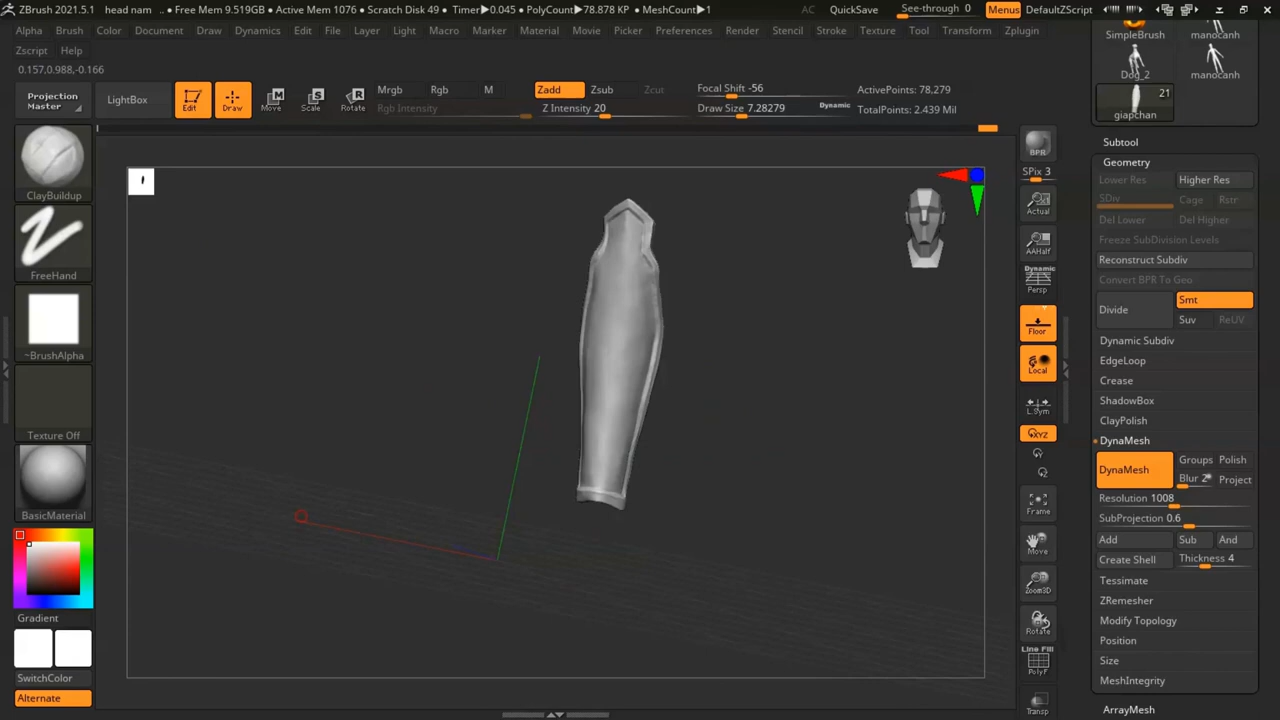 ZBrush 2021.5.1 head nam .. • Free Mem 9.519GB • Active Mem 1076 • Scratch Disk 49 • Timer▶0.045 • PolyCount▶78.878 KP • MeshCount▶1 AC QuickSave See-through 0 Menus DefaultZScript
Alpha Brush Color Document Draw Dynamics Edit File Layer Light Macro Marker Material Movie Picker Preferences Render Stencil Stroke Texture Tool Transform Zplugin
Zscript Help
0.157,0.988,-0.166
Projection Master
LightBox
Edit
Draw
Move
Scale
Rotate
Mrgb Rgb M
Rgb Intensity
Zadd Zsub Zcut
Z Intensity 20
Focal Shift -56
Draw Size 7.28279 Dynamic
ActivePoints: 78.279
TotalPoints: 2.439 Mil
ClayBuildup
FreeHand
~BrushAlpha
Texture Off
BasicMaterial
Gradient
SwitchColor
Alternate
BPR
SPix 3
Actual
AAHalf
Dynamic
Persp
Floor
Local
L.Sym
XYZ
Frame
Move
Zoom3D
Rotate
Line Fill
PolyF
Transp
SimpleBrush manocanh
Dog_2 manocanh
21
giapchan
Subtool
Geometry
Lower Res Higher Res
SDiv Cage Rstr
Del Lower Del Higher
Freeze SubDivision Levels
Reconstruct Subdiv
Convert BPR To Geo
Divide Smt
Suv ReUV
Dynamic Subdiv
EdgeLoop
Crease
ShadowBox
ClayPolish
DynaMesh
DynaMesh Groups Polish
Blur 2 Project
Resolution 1008
SubProjection 0.6
Add Sub And
Create Shell Thickness 4
Tessimate
ZRemesher
Modify Topology
Position
Size
MeshIntegrity
ArrayMesh